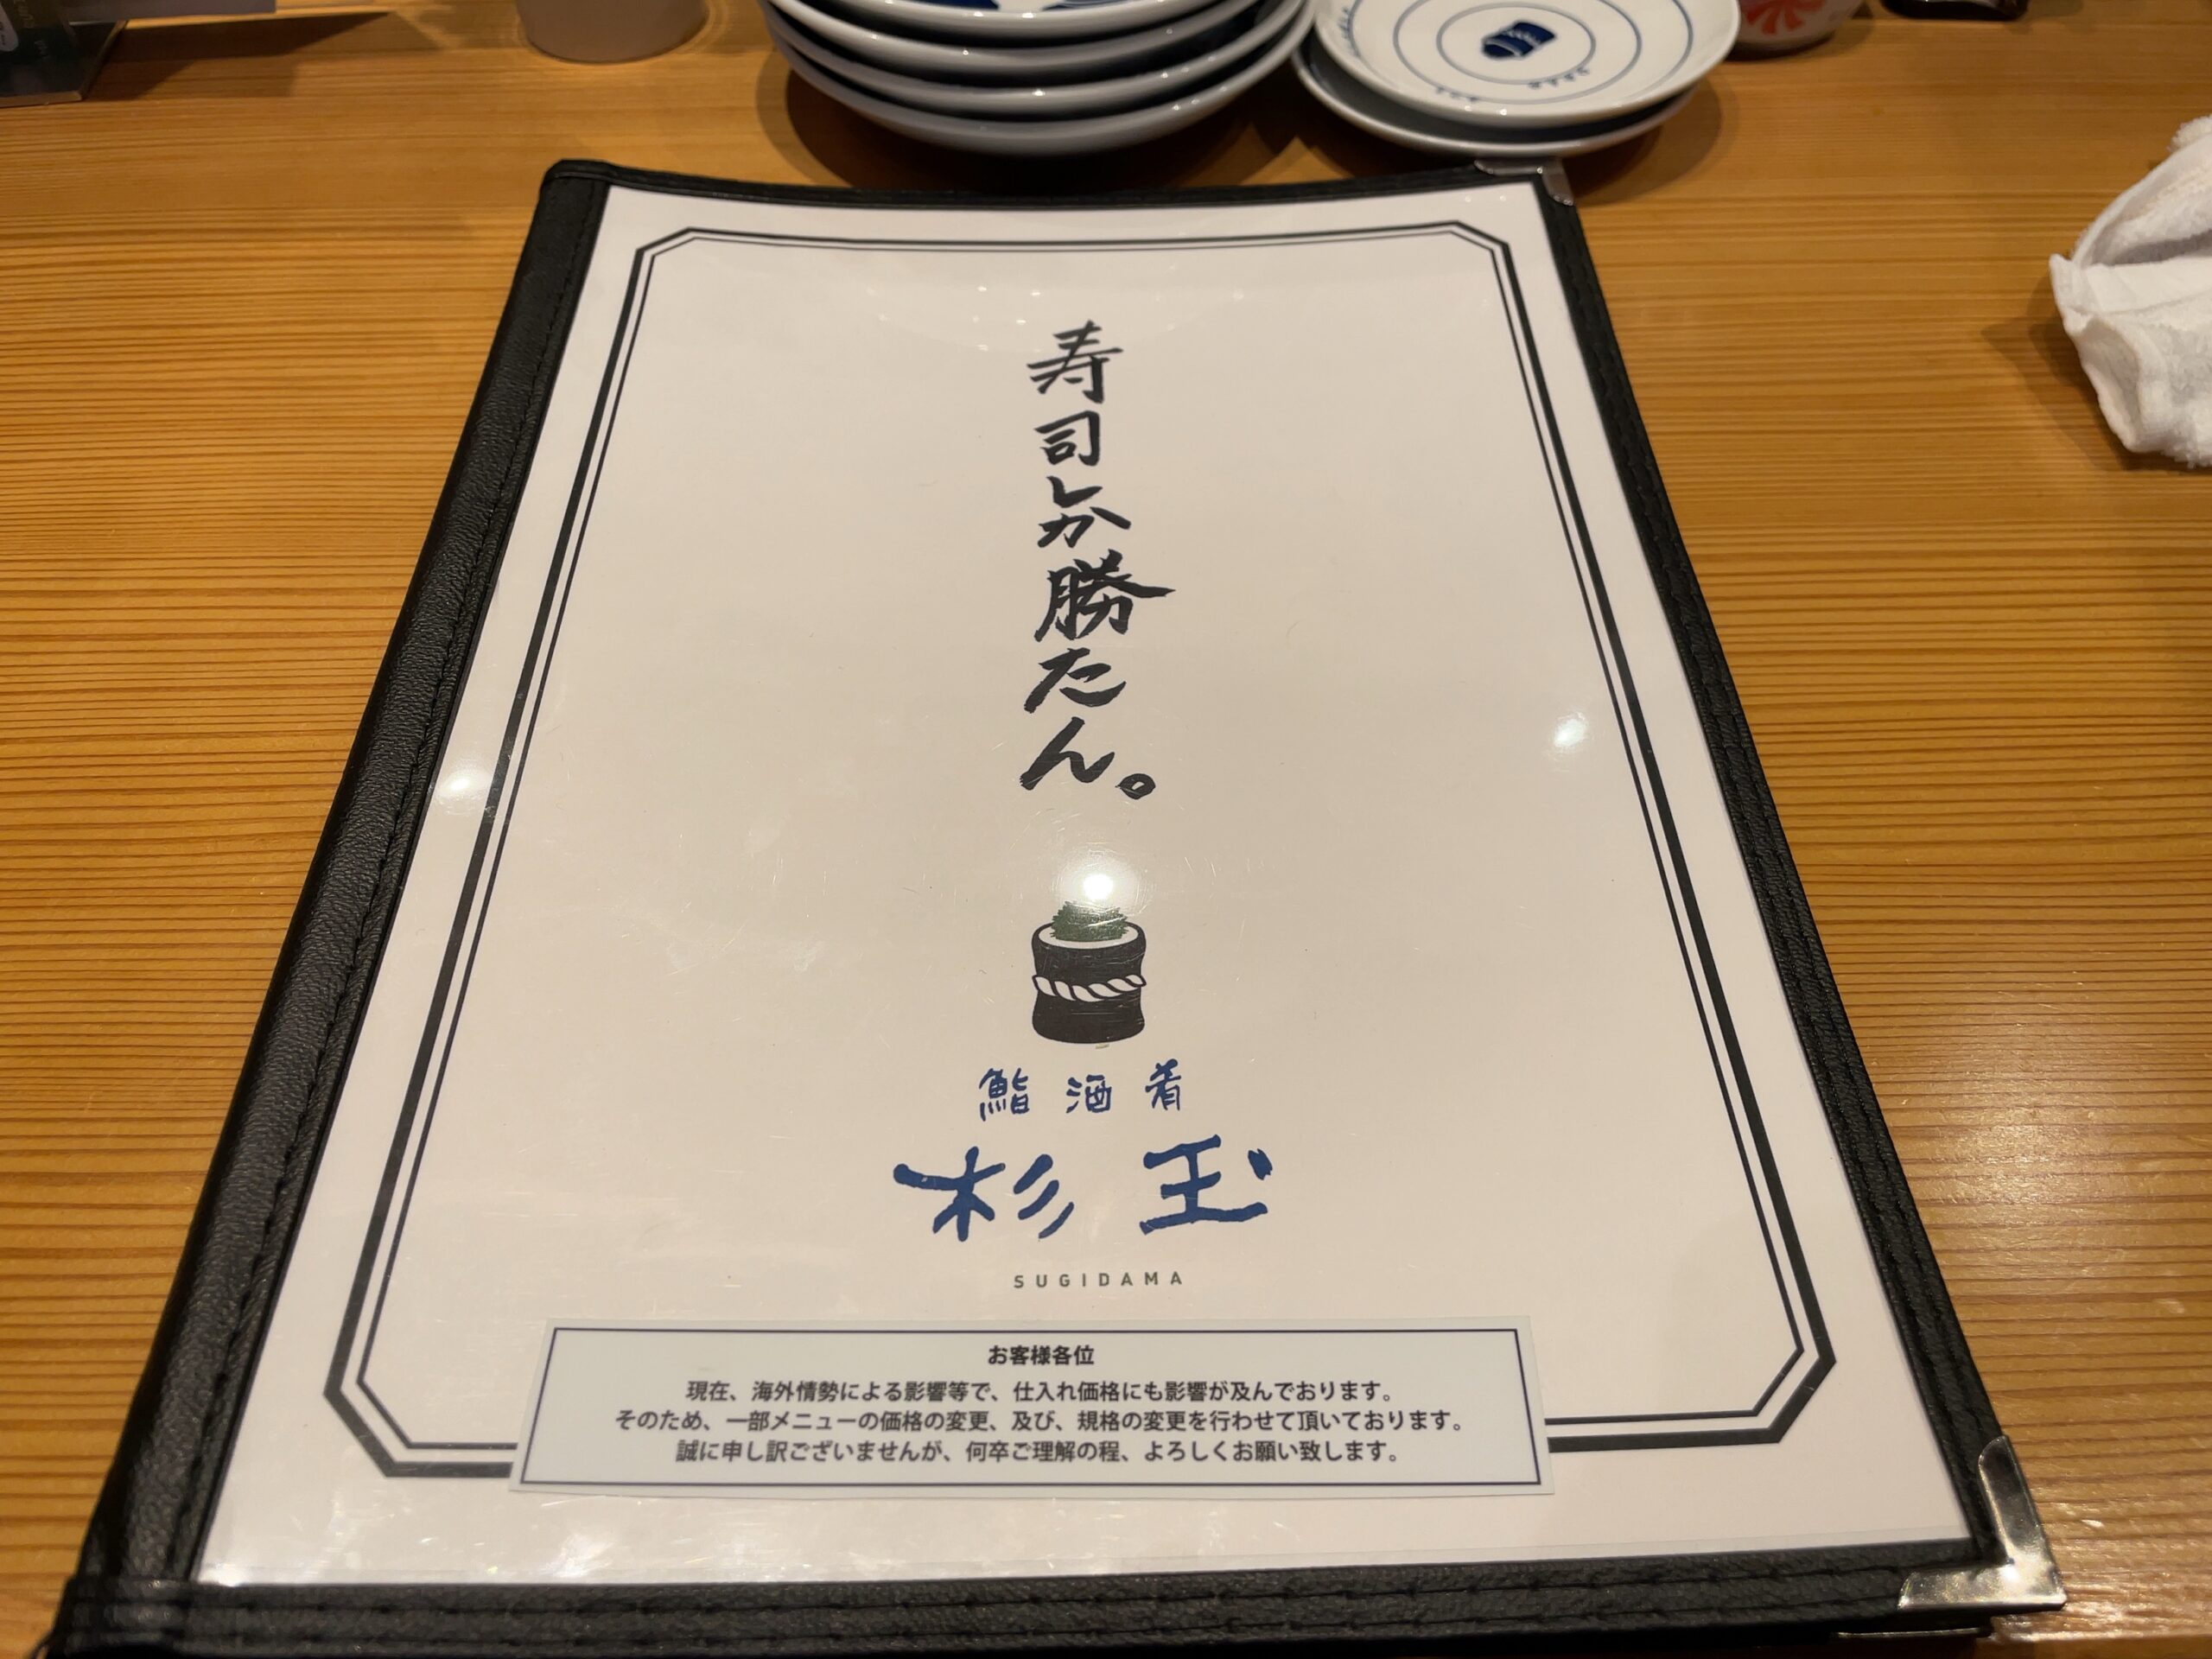 寿司しか勝たん。
鮨 酒 肴
杉玉
SUGIDAMA
お客様各位
現在、海外情勢による影響等で、仕入れ価格にも影響が及んでおります。
そのため、一部メニューの価格の変更、及び、規格の変更を行わせて頂いております。
誠に申し訳ございませんが、何卒ご理解の程、よろしくお願い致します。